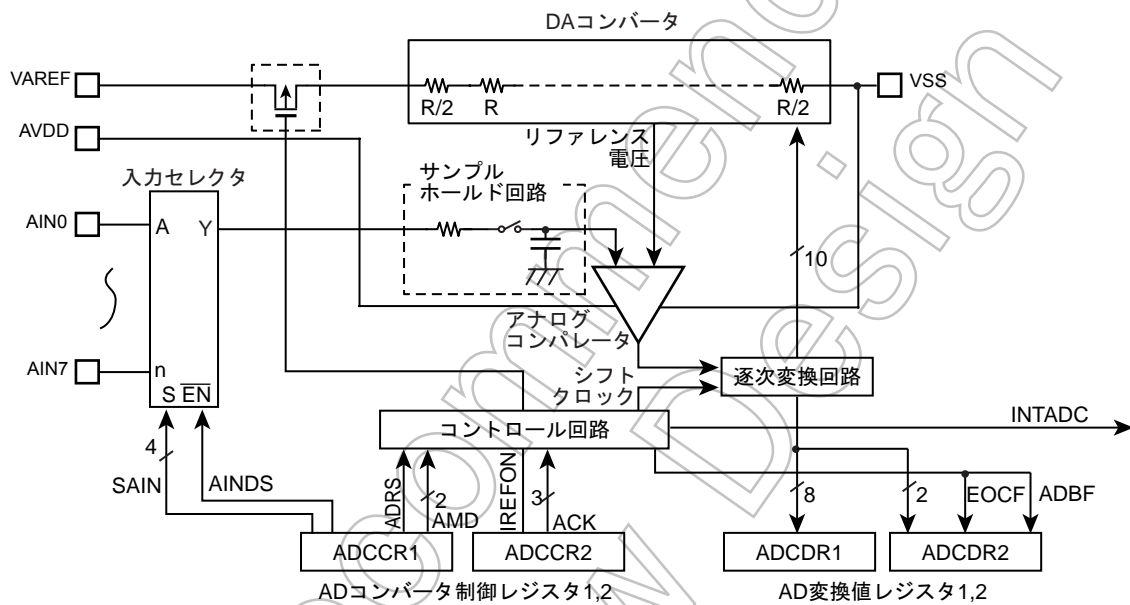 DAコンバータ
VAREF
VSS
R/2
R
R/2
AVDD
リファレンス
電圧
入力セレクタ
サンプル
ホールド回路
AIN0
A
Y
10
アナログ
コンパレータ
AIN7
n
シフト
クロック
逐次変換回路
S EN
コントロール回路
INTADC
4
SAIN
AINDS
ADRS
2
AMD
IREFON
3
ACK
8
2
EOCF
ADBF
ADCCR1
ADCCR2
ADCDR1
ADCDR2
ADコンバータ制御レジスタ1,2
AD変換値レジスタ1,2